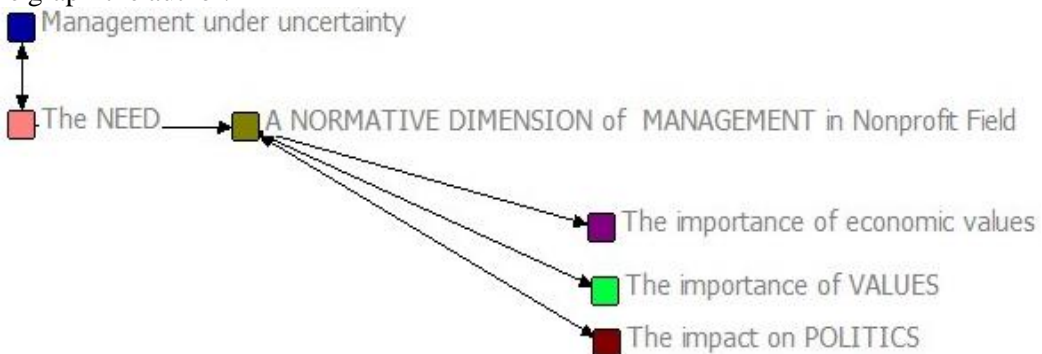 Management under uncertainty
The NEED
A NORMATIVE DIMENSION of MANAGEMENT in Nonprofit Field
The importance of economic values
The importance of VALUES
The impact on POLITICS